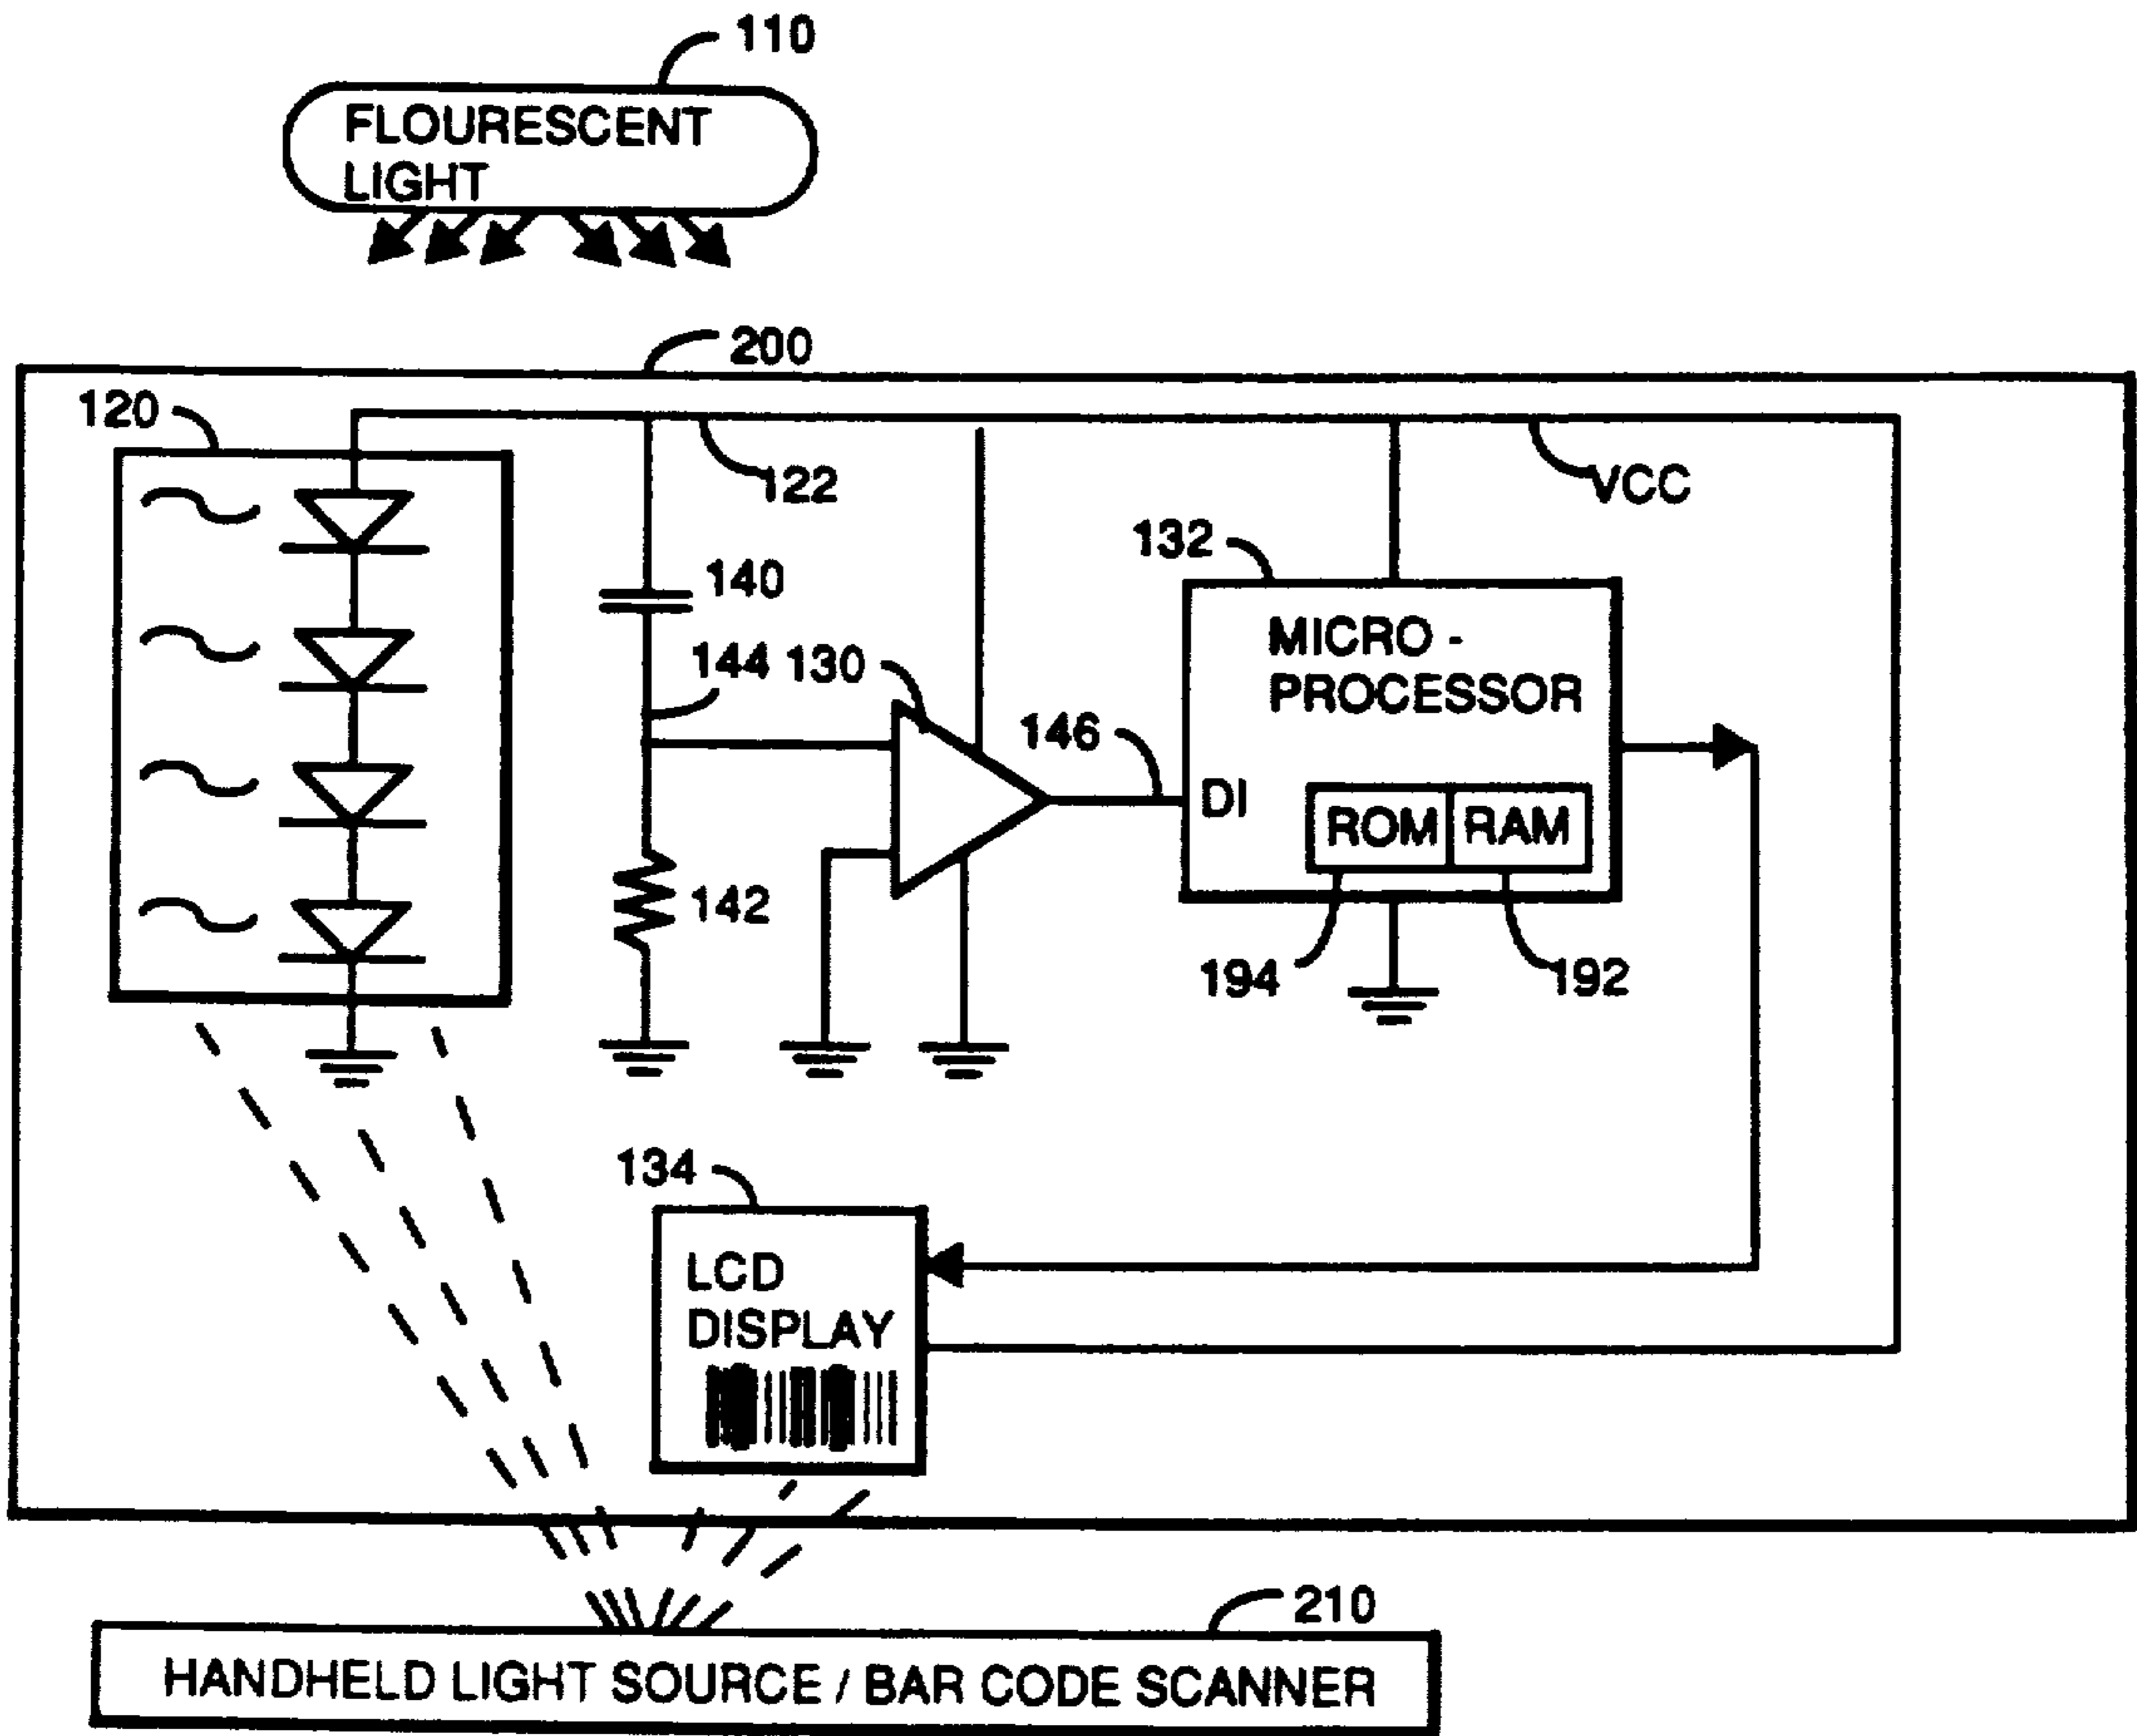 110
FLOURESCENT
LIGHT
200
120
122
VCC
132
140
MICRO -
PROCESSOR
144 130
146
DI
ROM RAM
142
194
192
134
LCD
DISPLAY
210
HANDHELD LIGHT SOURCE / BAR CODE SCANNER